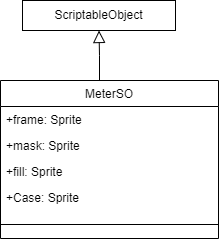 ScriptableObject
MeterSO
+frame: Sprite
+mask: Sprite
+fill: Sprite
+Case: Sprite